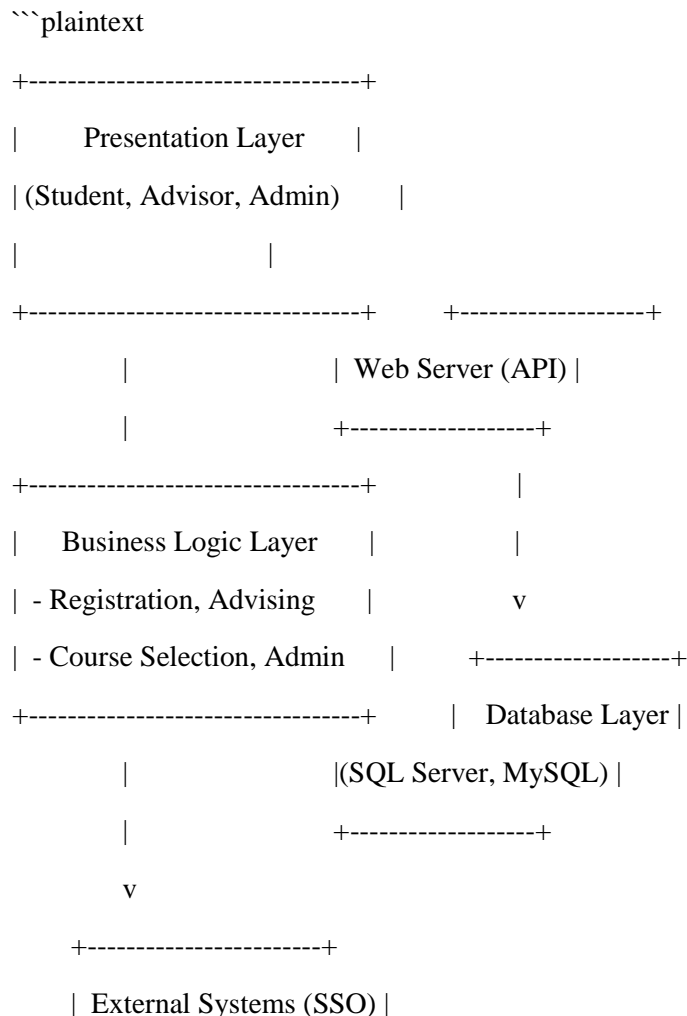 ```plaintext
+----------------------------------+
|        Presentation Layer       |
| (Student, Advisor, Admin)        |
|                                 |
+----------------------------------+        +-------------------+
|                         | Web Server (API) |
|                         +-------------------+
+----------------------------------+                 |
|     Business Logic Layer       |                 |
| - Registration, Advising       |                 v
| - Course Selection, Admin     |         +-------------------+
+----------------------------------+         |   Database Layer |
|                         |(SQL Server, MySQL) |
|                         +-------------------+
v
+------------------------+
| External Systems (SSO) |